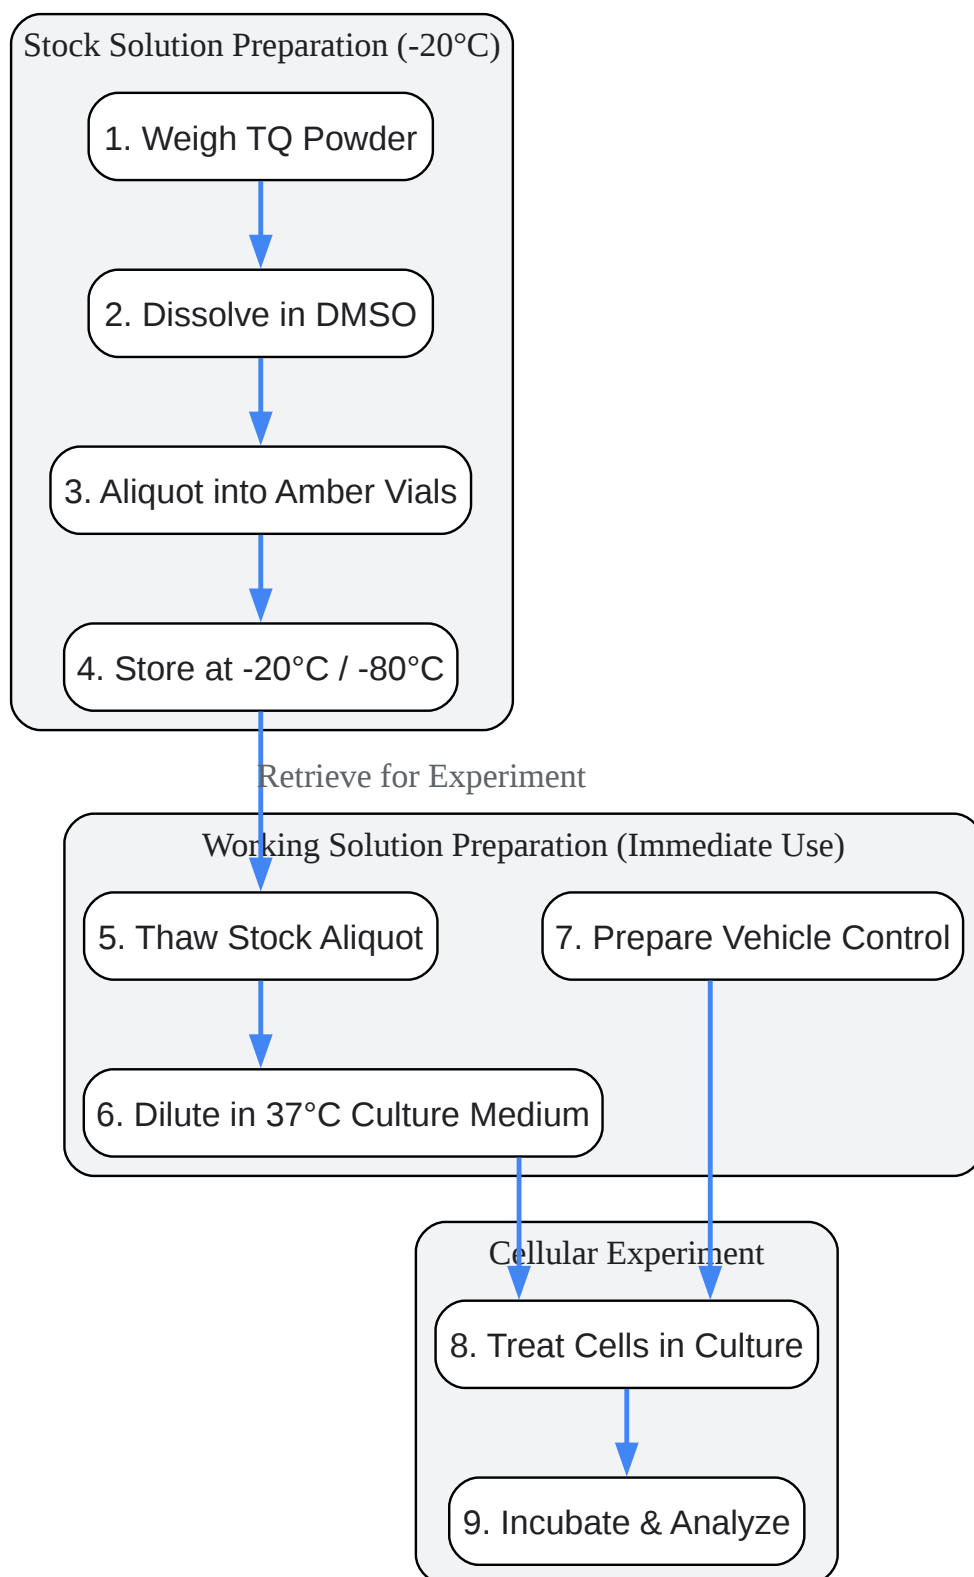 Stock Solution Preparation (-20°C)
1. Weigh TQ Powder
2. Dissolve in DMSO
3. Aliquot into Amber Vials
4. Store at -20°C / -80°C
Retrieve for Experiment
Working Solution Preparation (Immediate Use)
5. Thaw Stock Aliquot
7. Prepare Vehicle Control
6. Dilute in 37°C Culture Medium
Cellular Experiment
8. Treat Cells in Culture
9. Incubate & Analyze